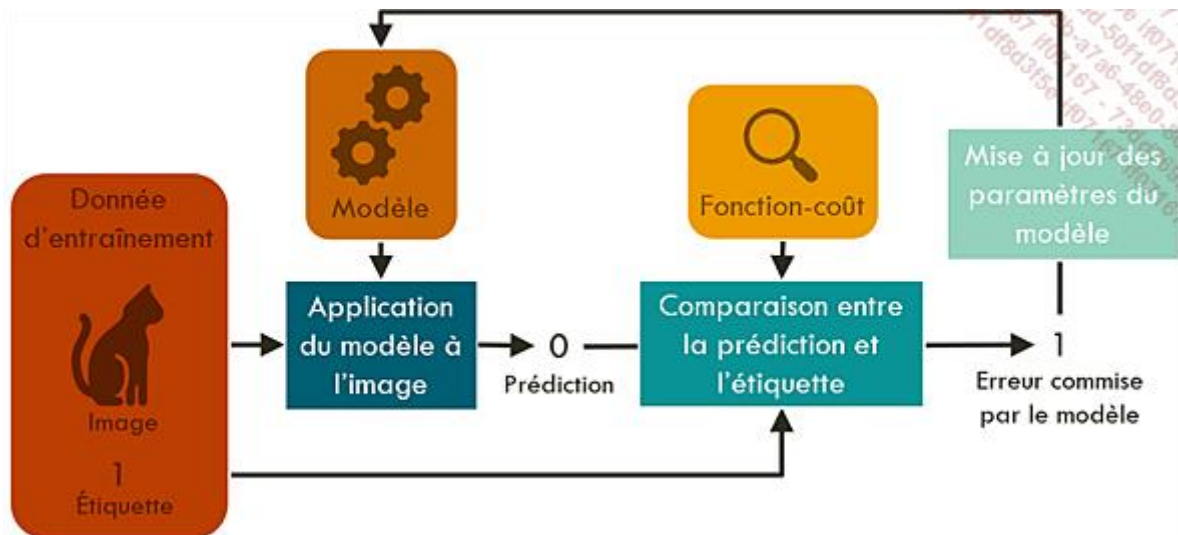 Donnée
d'entraînement
Image
1
Étiquette
Modèle
Application
du modèle à
l'image
0
Prédiction
Fonction-coût
Comparaison entre
la prédiction et
l'étiquette
1
Erreur commise
par le modèle
Mise à jour des
paramètres du
modèle